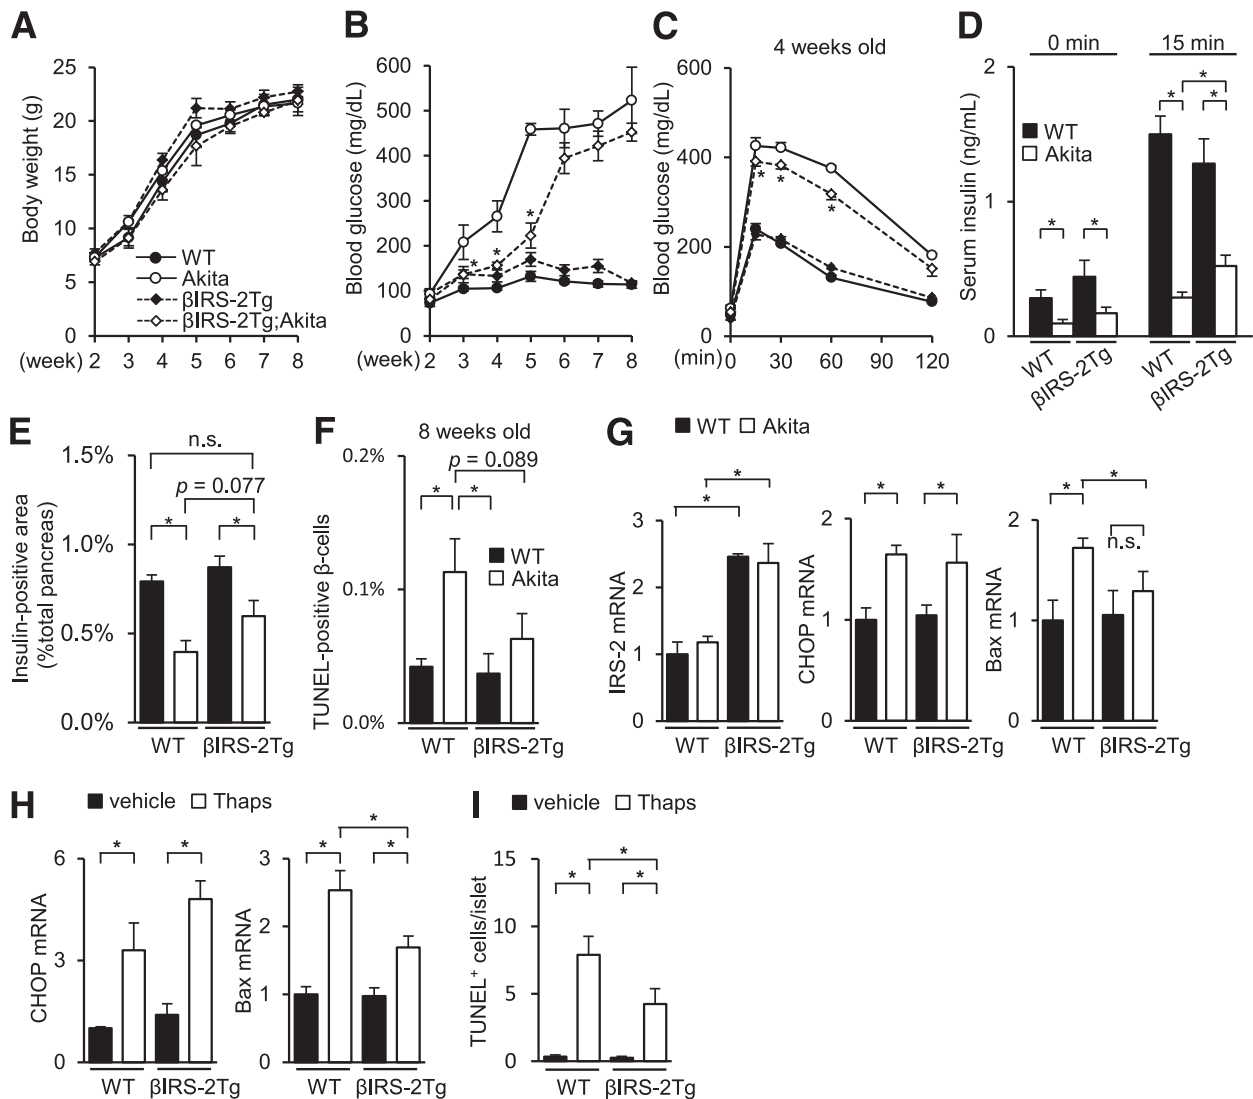 A
Body weight (g)
25
20
15
10
5
0
WT
Akita
βIRS-2Tg
βIRS-2Tg;Akita
(week) 2 3 4 5 6 7 8
B
Blood glucose (mg/dL)
600
500
400
300
200
100
0
* * *
(week) 2 3 4 5 6 7 8
C
4 weeks old
Blood glucose (mg/dL)
600
400
200
0
* * *
(min) 0 30 60 90 120
D
0 min 15 min
Serum insulin (ng/mL)
2
1
0
WT
Akita
* * * * *
WT βIRS-2Tg WT βIRS-2Tg
E
Insulin-positive area
(%total pancreas)
1.5%
1.0%
0.5%
0.0%
n.s.
p = 0.077
* *
WT βIRS-2Tg
F
8 weeks old
TUNEL-positive β-cells
0.2%
0.1%
0.0%
p = 0.089
* *
WT
Akita
WT βIRS-2Tg
G
WT Akita
IRS-2 mRNA
3
2
1
0
*
*
WT βIRS-2Tg
CHOP mRNA
2
1
0
* *
WT βIRS-2Tg
Bax mRNA
2
1
0
* *
n.s.
WT βIRS-2Tg
H
vehicle Thaps
CHOP mRNA
6
3
0
* *
WT βIRS-2Tg
Bax mRNA
3
2
1
0
*
* *
WT βIRS-2Tg
I
vehicle Thaps
TUNEL⁺ cells/islet
15
10
5
0
*
* *
WT βIRS-2Tg